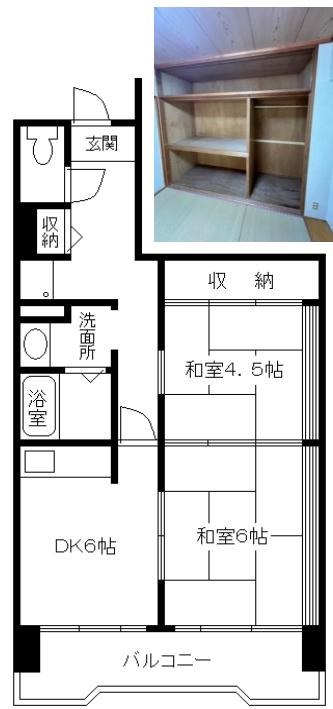 玄関
収納
収 納
洗面所
和室4.5帖
浴室
和室6帖
DK6帖
バルコニー